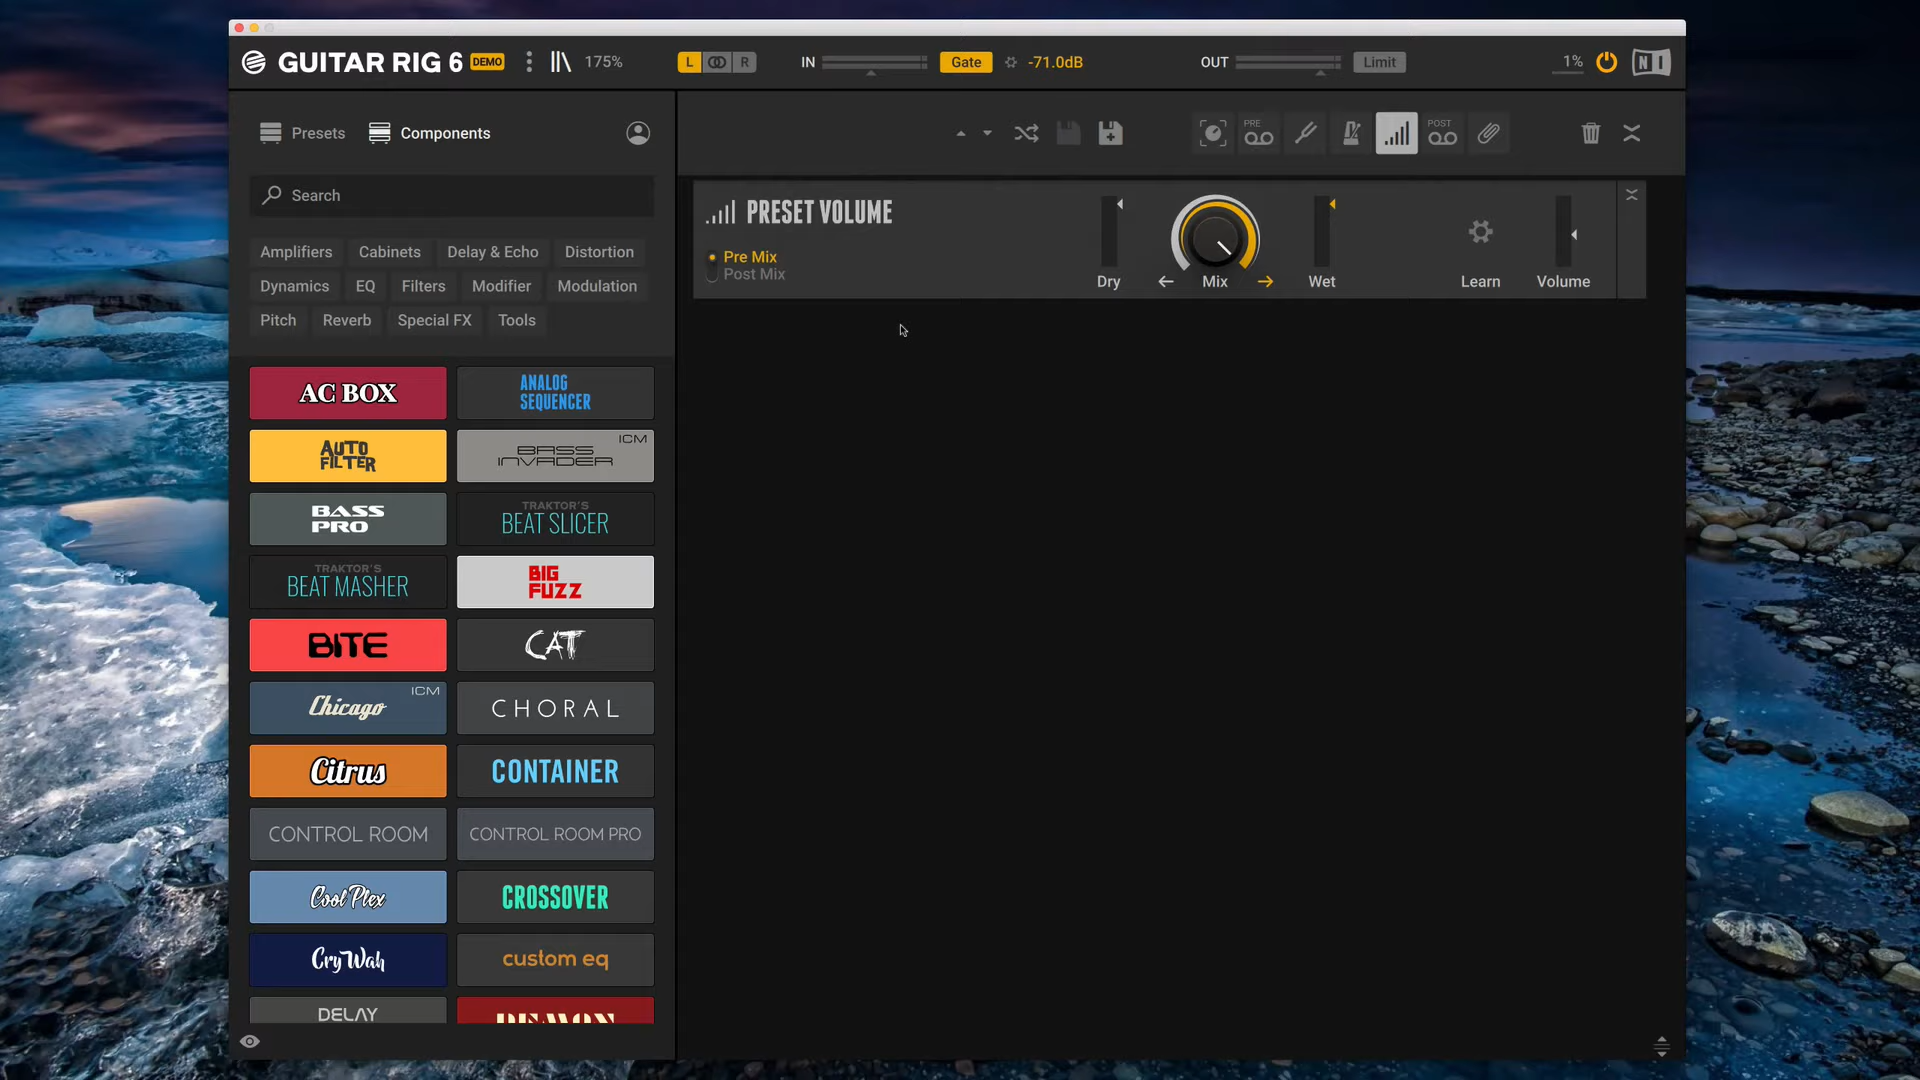 GUITAR RIG 6 DEMO 175% L R IN Gate -71.0dB OUT Limit 1% NI
Presets Components PRE POST
Search
Amplifiers Cabinets Delay & Echo Distortion
Dynamics EQ Filters Modifier Modulation
Pitch Reverb Special FX Tools
PRESET VOLUME
Pre Mix
Post Mix
Dry Mix Wet Learn Volume
AC BOX
ANALOG
SEQUENCER
AUTO
FILTER
ICM
BASS
INVADER
BASS
PRO
TRAKTOR'S
BEAT SLICER
TRAKTOR'S
BEAT MASHER
BIG
FUZZ
BITE
CAT
ICM
Chicago
CHORAL
Citrus
CONTAINER
CONTROL ROOM
CONTROL ROOM PRO
Cool Plex
CROSSOVER
CryWah
custom eq
DELAY